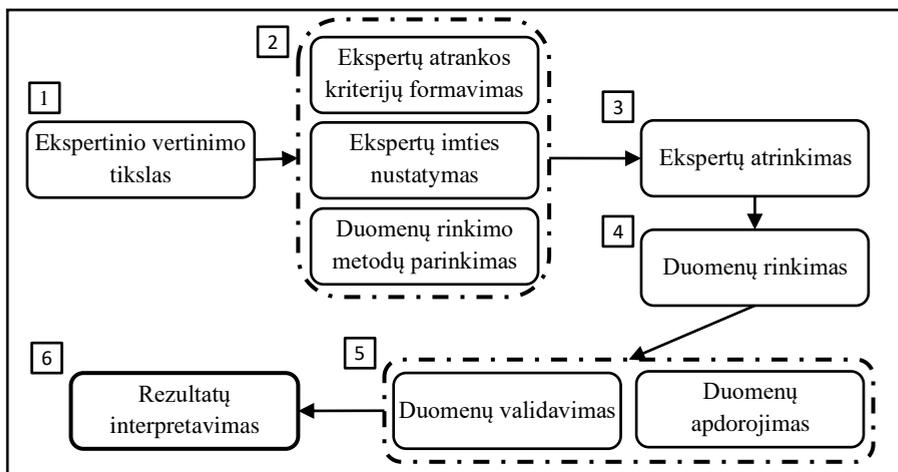 1
Ekspertinio vertinimo
tikslas
2
Ekspertų atrankos
kriterijų formavimas
Ekspertų imties
nustatymas
Duomenų rinkimo
metodų parinkimas
3
Ekspertų atrinkimas
4
Duomenų rinkimas
5
Duomenų validavimas
Duomenų
apdorojimas
6
Rezultatų
interpretavimas